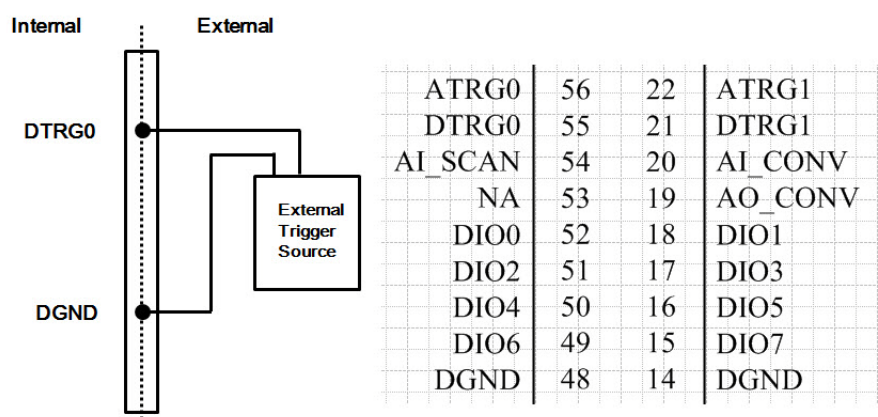 Internal External
DTRG0
External
Trigger
Source
DGND
ATRG0 56 22 ATRG1
DTRG0 55 21 DTRG1
AI_SCAN 54 20 AI_CONV
NA 53 19 AO_CONV
DIO0 52 18 DIO1
DIO2 51 17 DIO3
DIO4 50 16 DIO5
DIO6 49 15 DIO7
DGND 48 14 DGND